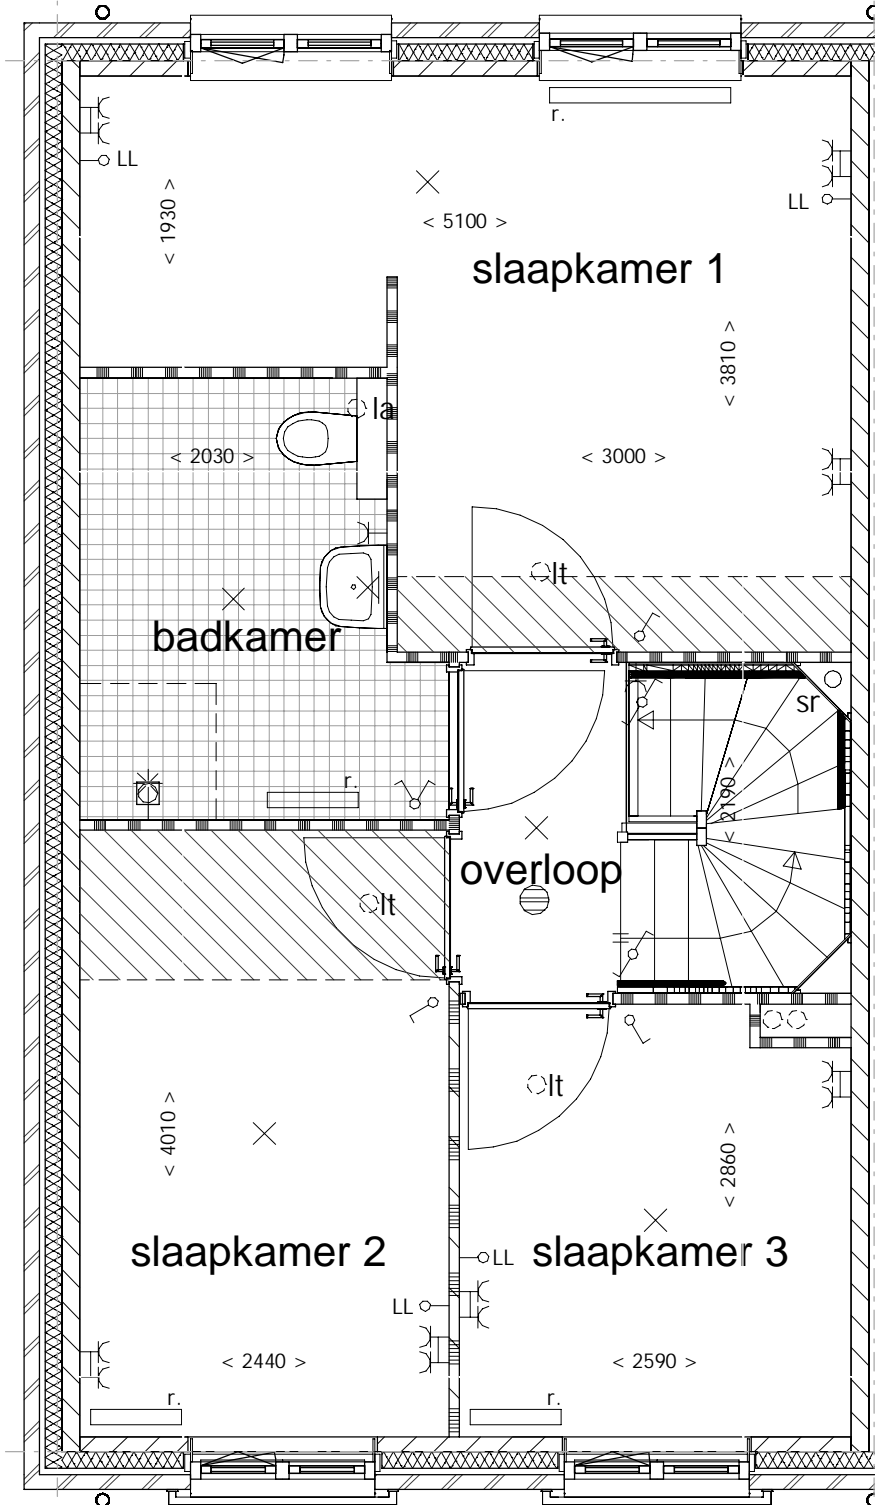 r.
LL
LL
< 1930 >
< 5100 >
slaapkamer 1
< 3810 >
la
< 2030 >
< 3000 >
lt
badkamer
sr
r.
< 2190 >
overloop
lt
lt
< 4010 >
< 2860 >
slaapkamer 2
slaapkamer 3
LL
LL
< 2440 >
< 2590 >
r.
r.